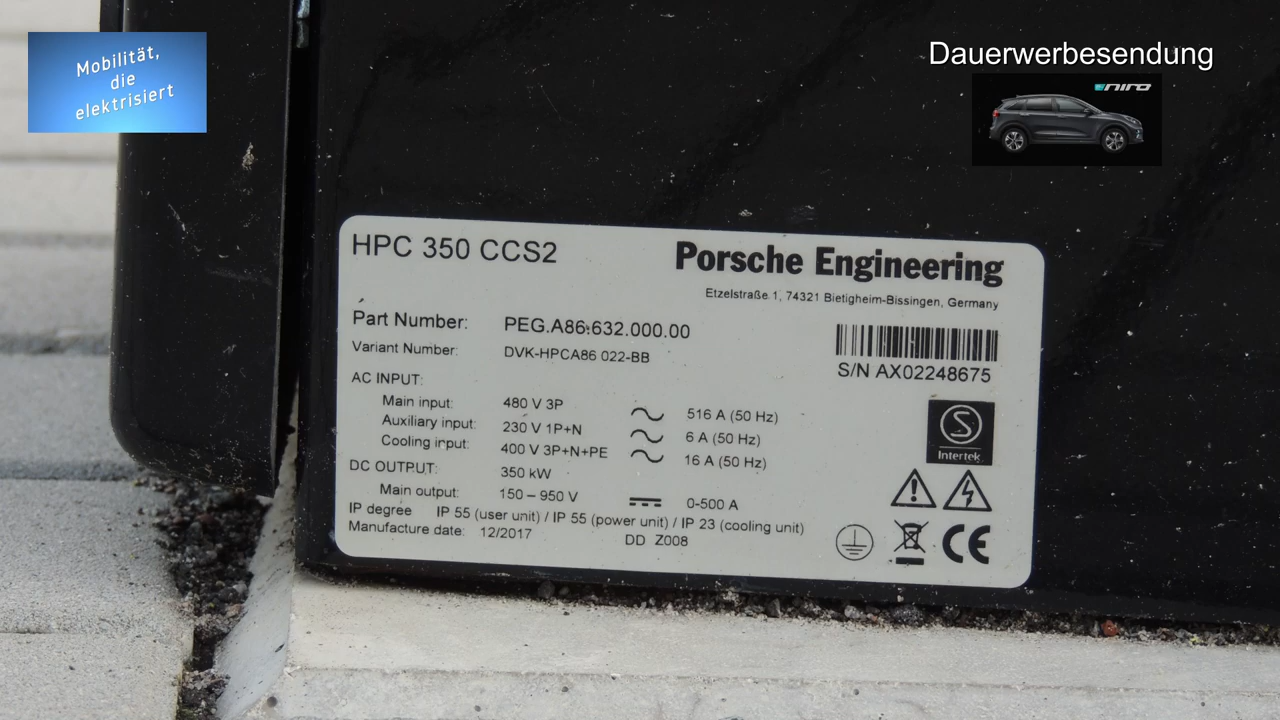 Mobilität,
die
elektrisiert
Dauerwerbesendung
e niro
HPC 350 CCS2
Porsche Engineering
Etzelstraße 1, 74321 Bietigheim-Bissingen, Germany
Part Number: PEG.A86.632.000.00
Variant Number: DVK-HPCA86 022-BB
S/N AX02248675
AC INPUT:
Main input: 480 V 3P 516 A (50 Hz)
Auxiliary input: 230 V 1P+N 6 A (50 Hz)
Cooling input: 400 V 3P+N+PE 16 A (50 Hz)
S
Intertek
DC OUTPUT: 350 kW
Main output: 150 – 950 V 0-500 A
IP degree IP 55 (user unit) / IP 55 (power unit) / IP 23 (cooling unit)
Manufacture date: 12/2017 DD Z008
CE